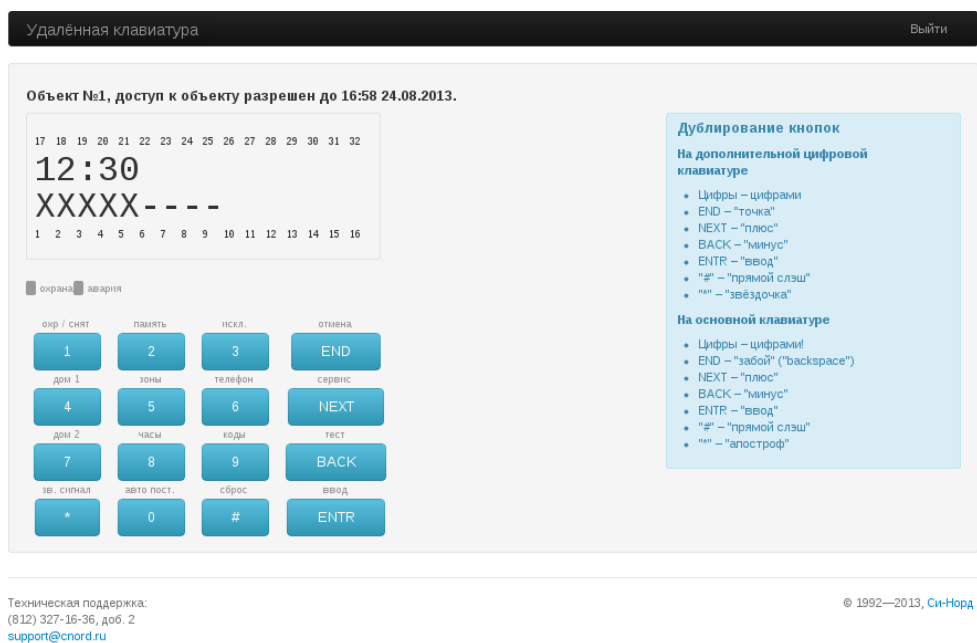 Удалённая клавиатура
Выйти
Объект №1, доступ к объекту разрешен до 16:58 24.08.2013.
17 18 19 20 21 22 23 24 25 26 27 28 29 30 31 32
12:30
XXXXX----
1 2 3 4 5 6 7 8 9 10 11 12 13 14 15 16
охрана авария
охр / снят память искл. отмена
1 2 3 END
дом 1 зоны телефон сервис
4 5 6 NEXT
дом 2 часы коды тест
7 8 9 BACK
зв. сигнал авто пост. сброс ввод
* 0 # ENTR
Дублирование кнопок
На дополнительной цифровой
клавиатуре
Цифры – цифрами
END – "точка"
NEXT – "плюс"
BACK – "минус"
ENTR – "ввод"
"#" – "прямой слэш"
"*" – "звёздочка"
На основной клавиатуре
Цифры – цифрами!
END – "забой" ("backspace")
NEXT – "плюс"
BACK – "минус"
ENTR – "ввод"
"#" – "прямой слэш"
"*" – "апостроф"
Техническая поддержка:
(812) 327-16-36, доб. 2
support@cnord.ru
© 1992—2013, Си-Норд